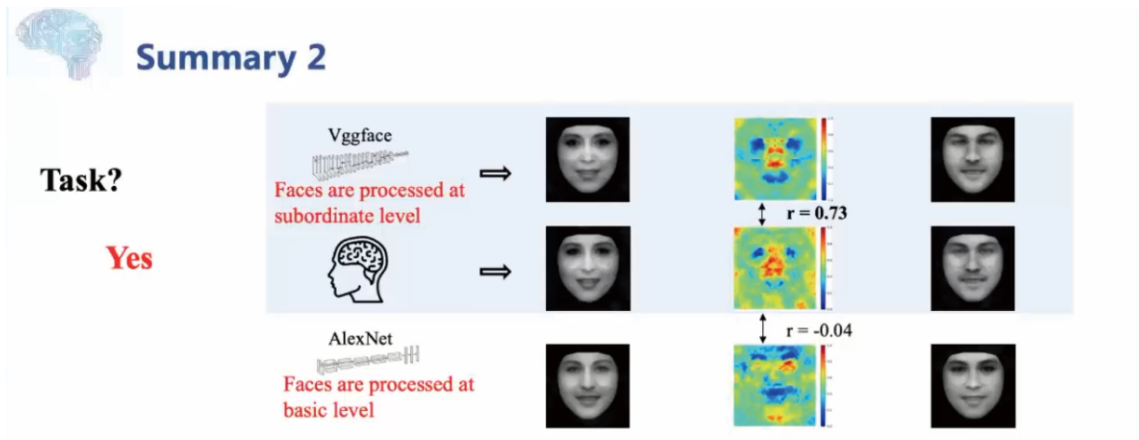 Summary 2
Task?
Yes
Vggface
Faces are processed at
subordinate level
r = 0.73
AlexNet
r = -0.04
Faces are processed at
basic level